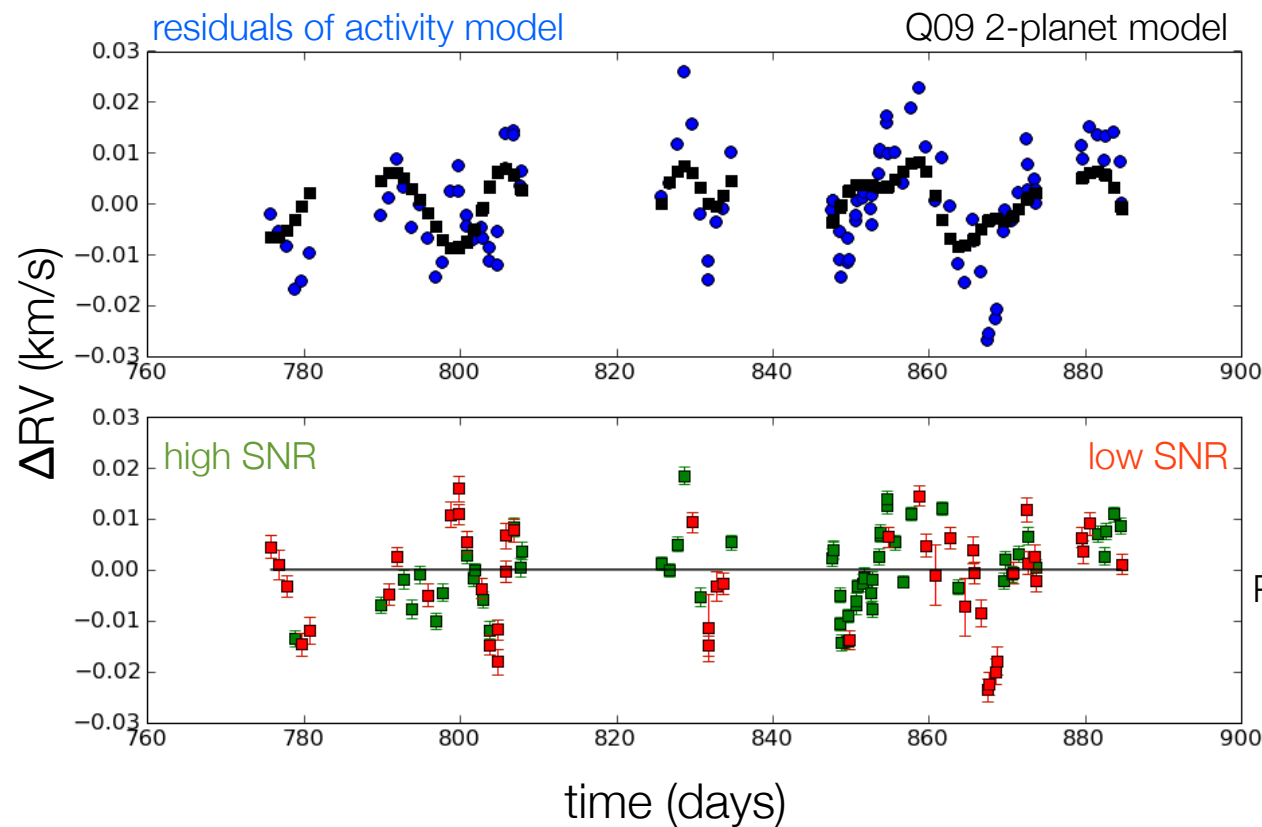 residuals of activity model Q09 2-planet model
0.03
0.02
0.01
0.00
−0.01
−0.02
−0.03
760 780 800 820 840 860 880 900
ΔRV (km/s)
high SNR low SNR
0.03
0.02
0.01
0.00
−0.01
−0.02
−0.03
760 780 800 820 840 860 880 900
time (days)